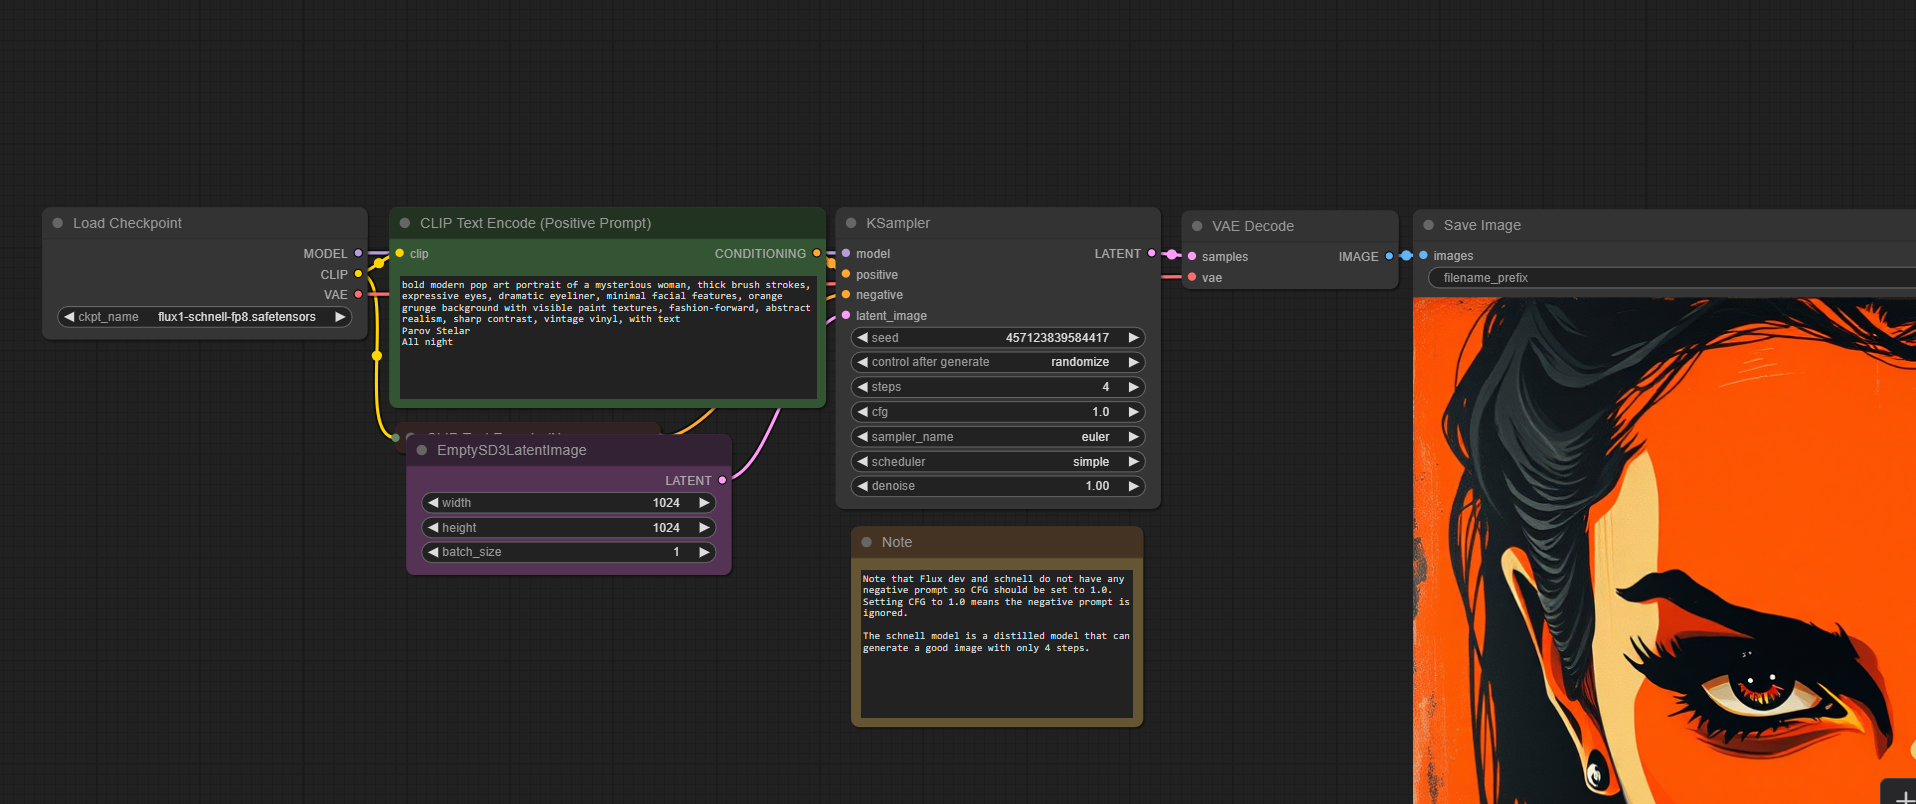 Load Checkpoint
MODEL
CLIP
VAE
ckpt_name flux1-schnell-fp8.safetensors
CLIP Text Encode (Positive Prompt)
clip CONDITIONING
bold modern pop art portrait of a mysterious woman, thick brush strokes,
expressive eyes, dramatic eyeliner, minimal facial features, orange
grunge background with visible paint textures, fashion-forward, abstract
realism, sharp contrast, vintage vinyl, with text
Parov Stelar
All night
EmptySD3LatentImage
LATENT
width 1024
height 1024
batch_size 1
KSampler
model LATENT
positive
negative
latent_image
seed 457123839584417
control after generate randomize
steps 4
cfg 1.0
sampler_name euler
scheduler simple
denoise 1.00
Note
Note that Flux dev and schnell do not have any
negative prompt so CFG should be set to 1.0.
Setting CFG to 1.0 means the negative prompt is
ignored.
The schnell model is a distilled model that can
generate a good image with only 4 steps.
VAE Decode
samples IMAGE
vae
Save Image
images
filename_prefix